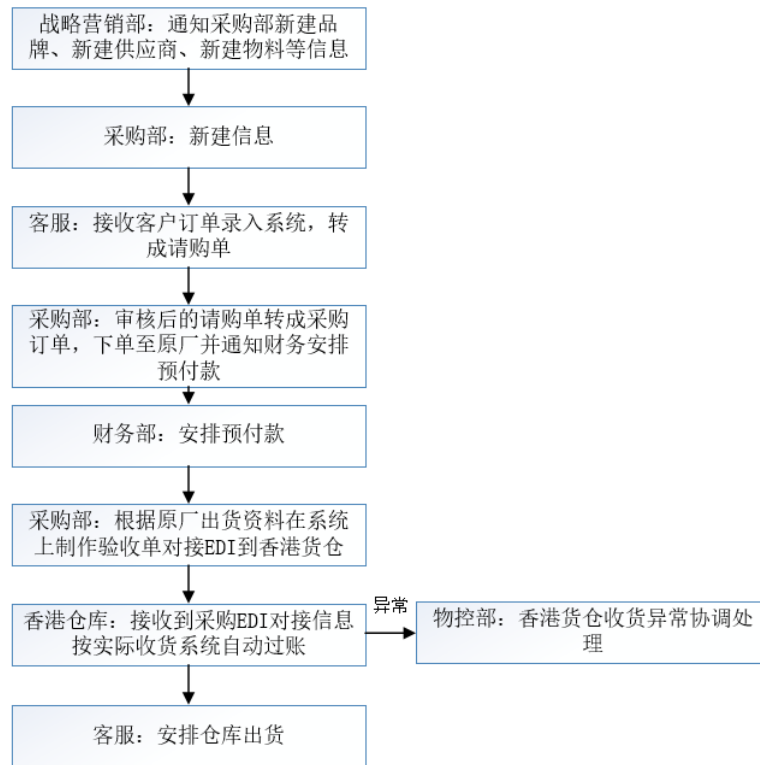 战略营销部：通知采购部新建品
牌、新建供应商、新建物料等信息
采购部：新建信息
客服：接收客户订单录入系统，转
成请购单
采购部：审核后的请购单转成采购
订单，下单至原厂并通知财务安排
预付款
财务部：安排预付款
采购部：根据原厂出货资料在系统
上制作验收单对接EDI到香港货仓
香港仓库：接收到采购EDI对接信息
按实际收货系统自动过账
异常
物控部：香港货仓收货异常协调处
理
客服：安排仓库出货